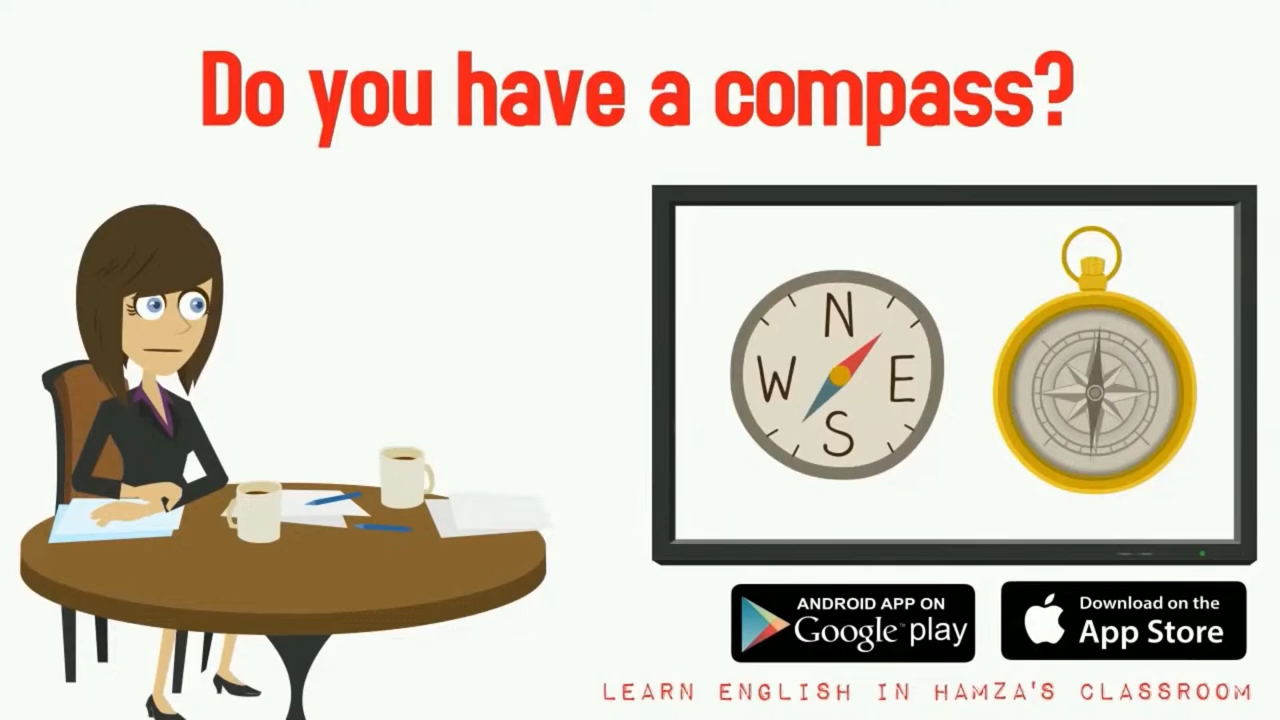 Do you have a compass?
N
W E
S
ANDROID APP ON
Google play
Download on the
App Store
LEARN ENGLISH IN HAMZA'S CLASSROOM